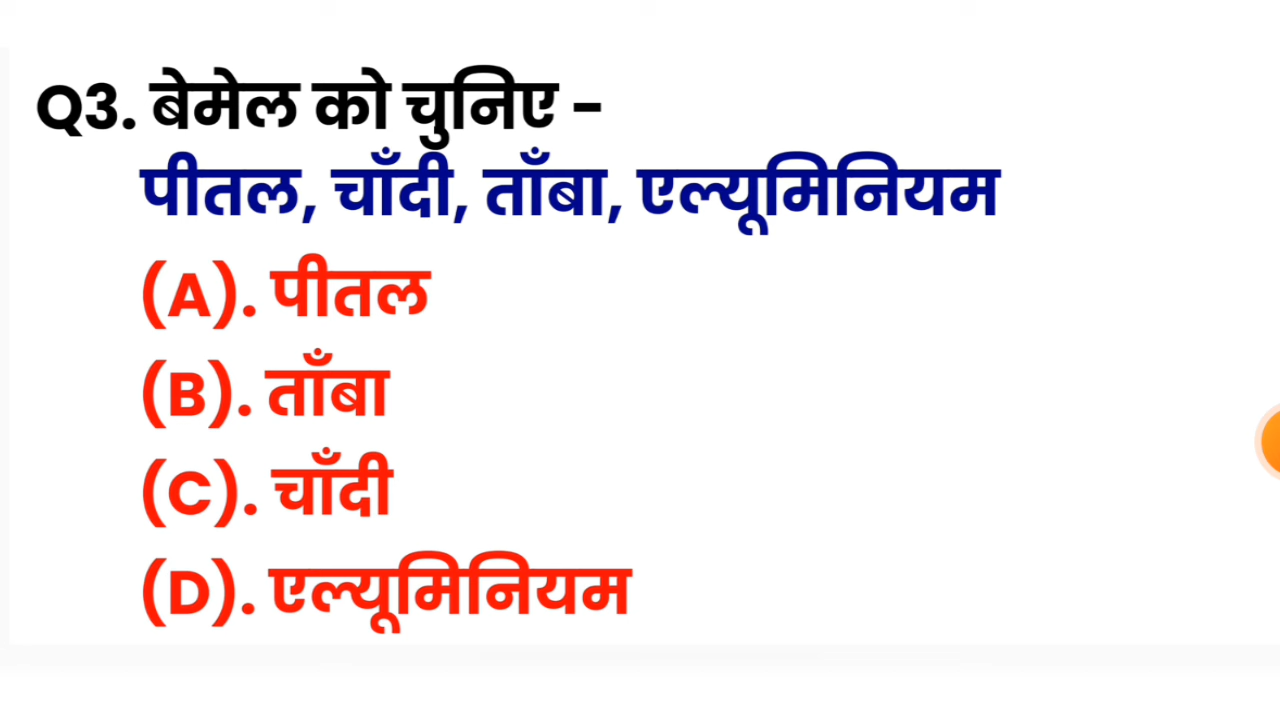 Q3. बेमेल को चुनिए -
पीतल, चाँदी, ताँबा, एल्यूमिनियम
(A). पीतल
(B). ताँबा
(C). चाँदी
(D). एल्यूमिनियम